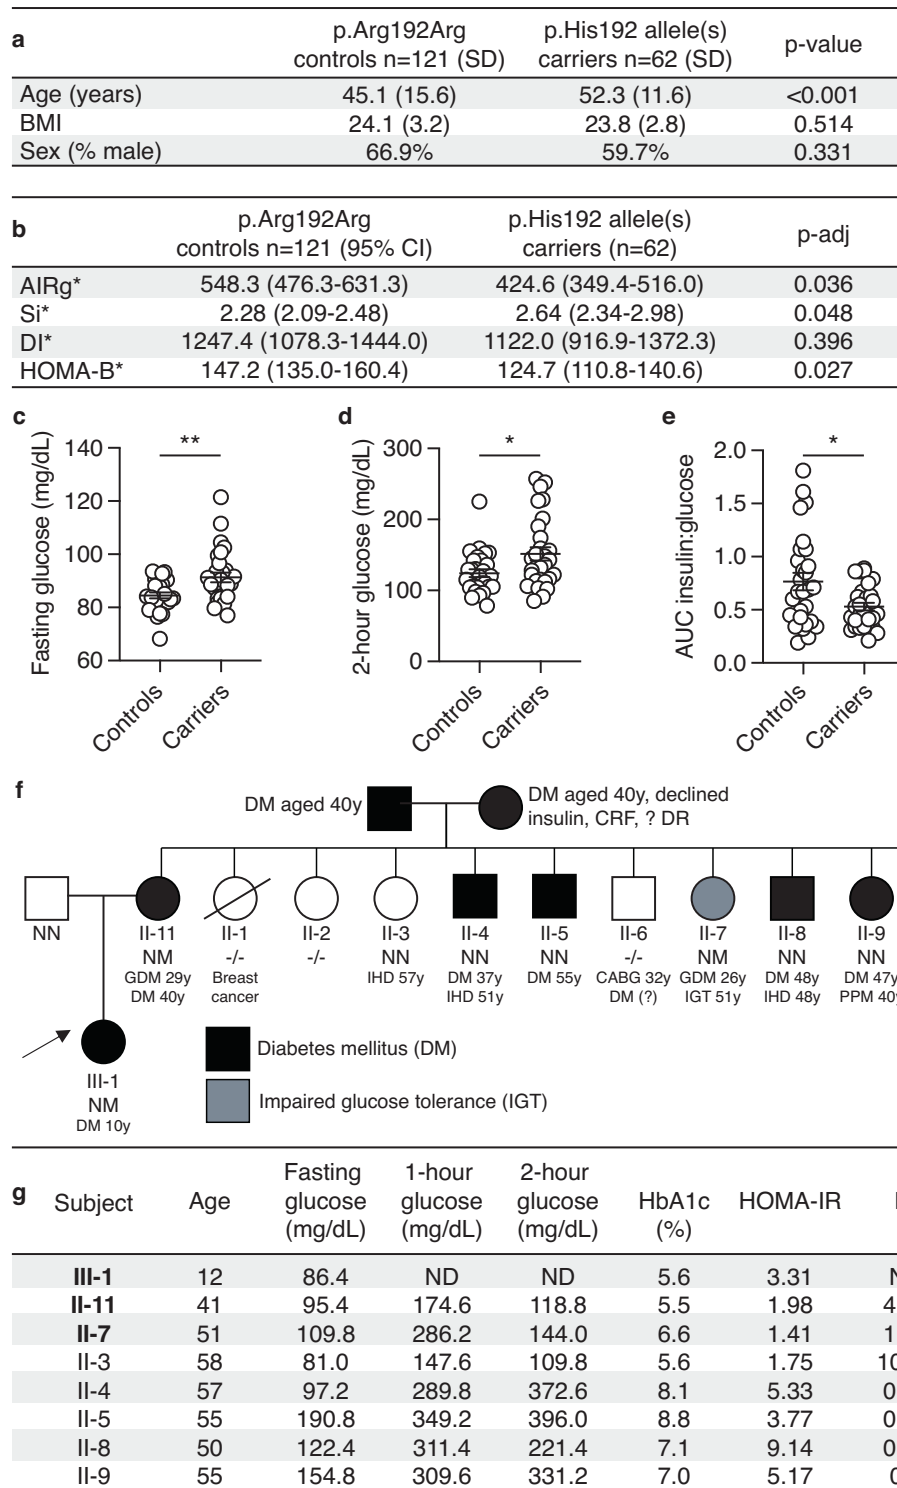 a
p.Arg192Arg p.His192 allele(s) p-value
controls n=121 (SD) carriers n=62 (SD)
Age (years) 45.1 (15.6) 52.3 (11.6) <0.001
BMI 24.1 (3.2) 23.8 (2.8) 0.514
Sex (% male) 66.9% 59.7% 0.331
b
p.Arg192Arg p.His192 allele(s) p-adj
controls n=121 (95% CI) carriers (n=62)
AIRg* 548.3 (476.3-631.3) 424.6 (349.4-516.0) 0.036
Si* 2.28 (2.09-2.48) 2.64 (2.34-2.98) 0.048
DI* 1247.4 (1078.3-1444.0) 1122.0 (916.9-1372.3) 0.396
HOMA-B* 147.2 (135.0-160.4) 124.7 (110.8-140.6) 0.027
c
Fasting glucose (mg/dL)
140
120
100
80
60
**
Controls
Carriers
d
2-hour glucose (mg/dL)
300
200
100
0
*
Controls
Carriers
e
AUC insulin:glucose
2.0
1.5
1.0
0.5
0.0
*
Controls
Carriers
f
DM aged 40y
DM aged 40y, declined
insulin, CRF, ? DR
NN II-11 II-1 II-2 II-3 II-4 II-5 II-6 II-7 II-8 II-9
NM -/- -/- NN NN NN -/- NM NN NN
GDM 29y Breast IHD 57y DM 37y DM 55y CABG 32y GDM 26y DM 48y DM 47y
DM 40y cancer IHD 51y DM (?) IGT 51y IHD 48y PPM 40y
III-1
NM
DM 10y
Diabetes mellitus (DM)
Impaired glucose tolerance (IGT)
g
Subject Age Fasting glucose (mg/dL) 1-hour glucose (mg/dL) 2-hour glucose (mg/dL) HbA1c (%) HOMA-IR
III-1 12 86.4 ND ND 5.6 3.31
II-11 41 95.4 174.6 118.8 5.5 1.98
II-7 51 109.8 286.2 144.0 6.6 1.41
II-3 58 81.0 147.6 109.8 5.6 1.75
II-4 57 97.2 289.8 372.6 8.1 5.33
II-5 55 190.8 349.2 396.0 8.8 3.77
II-8 50 122.4 311.4 221.4 7.1 9.14
II-9 55 154.8 309.6 331.2 7.0 5.17